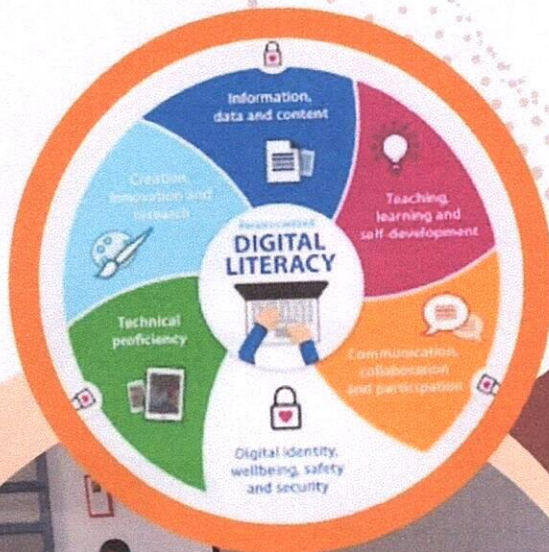 Information,
data and content
Teaching,
learning and
self-development
Communication,
collaboration
and participation
Digital identity,
wellbeing, safety
and security
Technical
proficiency
Creation,
innovation and
research
DIGITAL
LITERACY